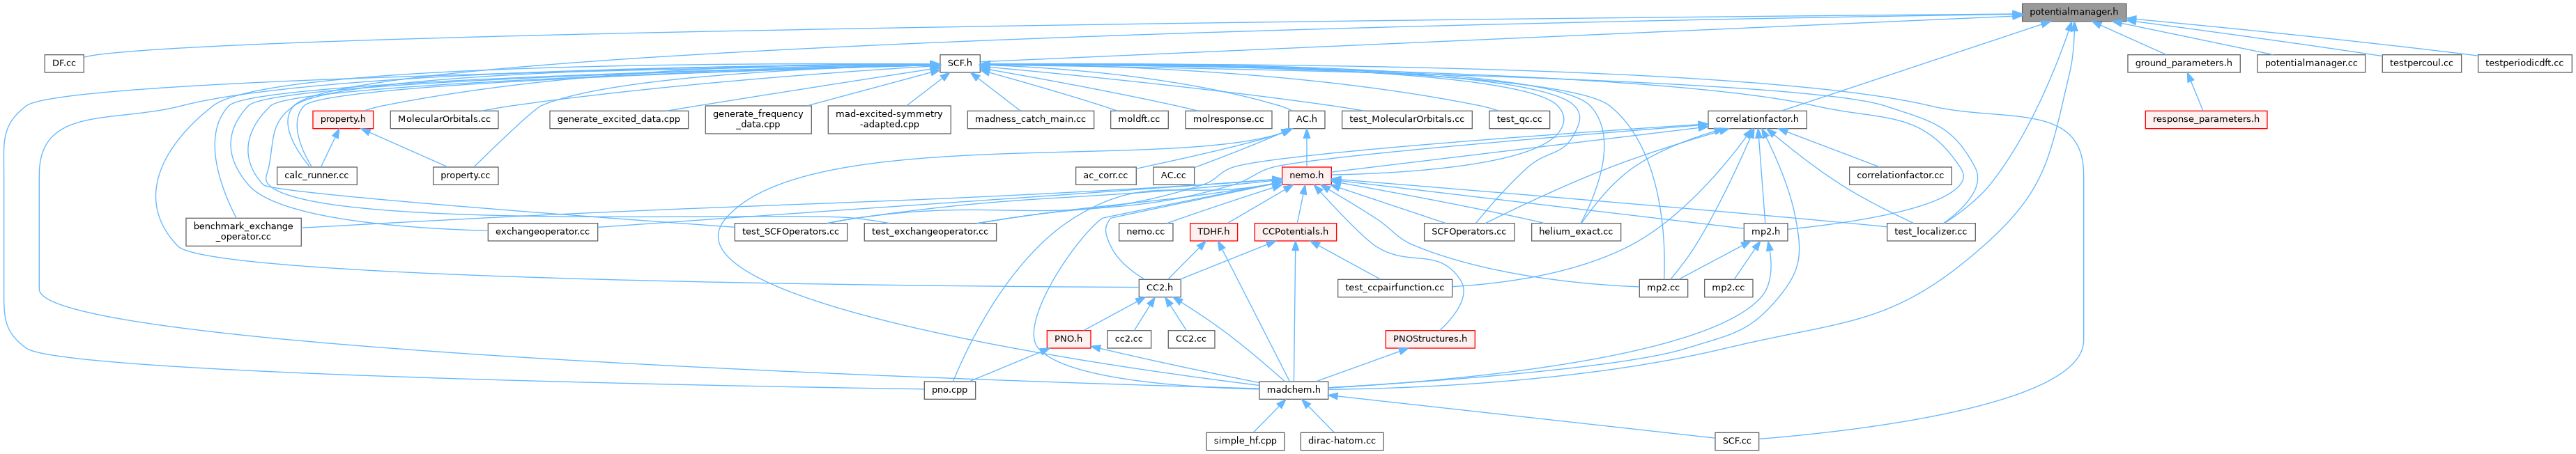 potentialmanager.h
DF.cc
SCF.h
ground_parameters.h
potentialmanager.cc
testpercoul.cc
testperiodicdft.cc
property.h
MolecularOrbitals.cc
generate_excited_data.cpp
generate_frequency
_data.cpp
mad-excited-symmetry
-adapted.cpp
madness_catch_main.cc
moldft.cc
molresponse.cc
AC.h
test_MolecularOrbitals.cc
test_qc.cc
correlationfactor.h
response_parameters.h
calc_runner.cc
property.cc
ac_corr.cc
AC.cc
nemo.h
correlationfactor.cc
benchmark_exchange
_operator.cc
exchangeoperator.cc
test_SCFOperators.cc
test_exchangeoperator.cc
nemo.cc
TDHF.h
CCPotentials.h
SCFOperators.cc
helium_exact.cc
mp2.h
test_localizer.cc
CC2.h
test_ccpairfunction.cc
mp2.cc
mp2.cc
PNO.h
cc2.cc
CC2.cc
PNOStructures.h
pno.cpp
madchem.h
simple_hf.cpp
dirac-hatom.cc
SCF.cc